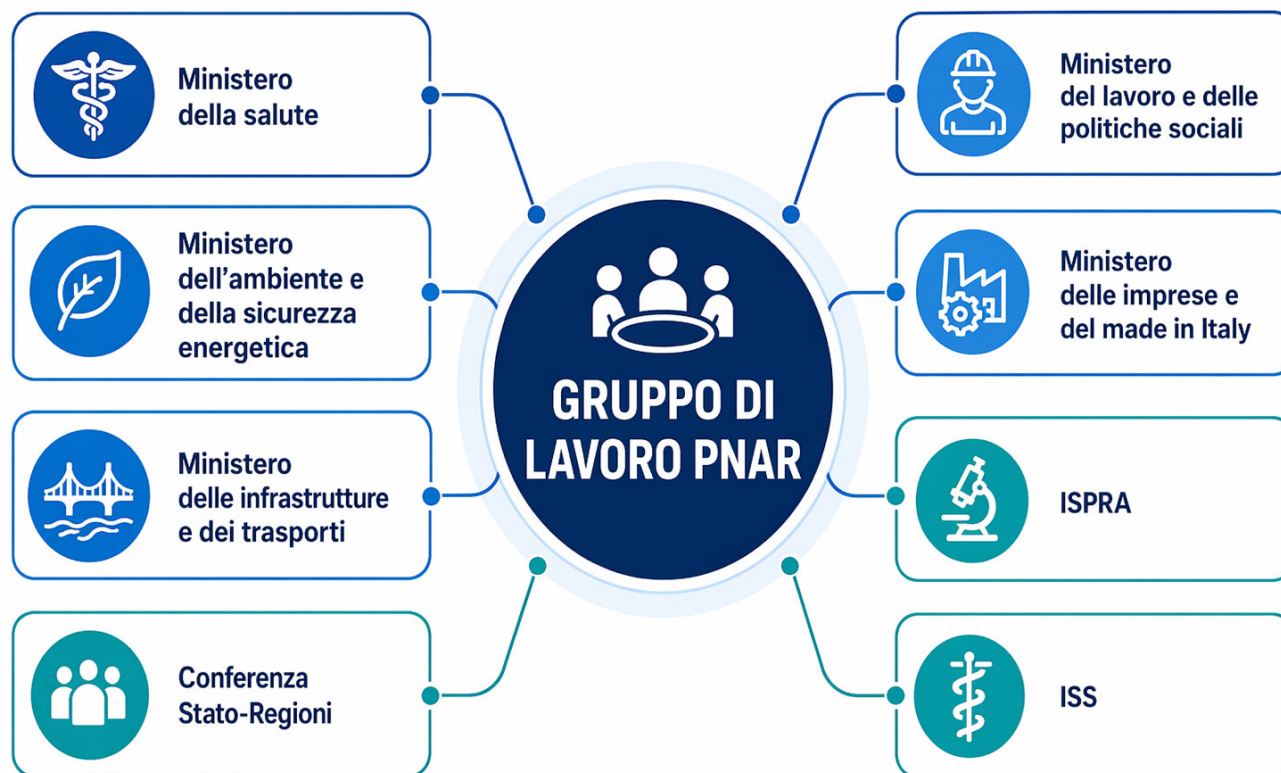 Ministero
della salute
Ministero
dell'ambiente e
della sicurezza
energetica
Ministero
delle infrastrutture
e dei trasporti
Conferenza
Stato-Regioni
GRUPPO DI
LAVORO PNAR
Ministero
del lavoro e delle
politiche sociali
Ministero
delle imprese e
del made in Italy
ISPRA
ISS